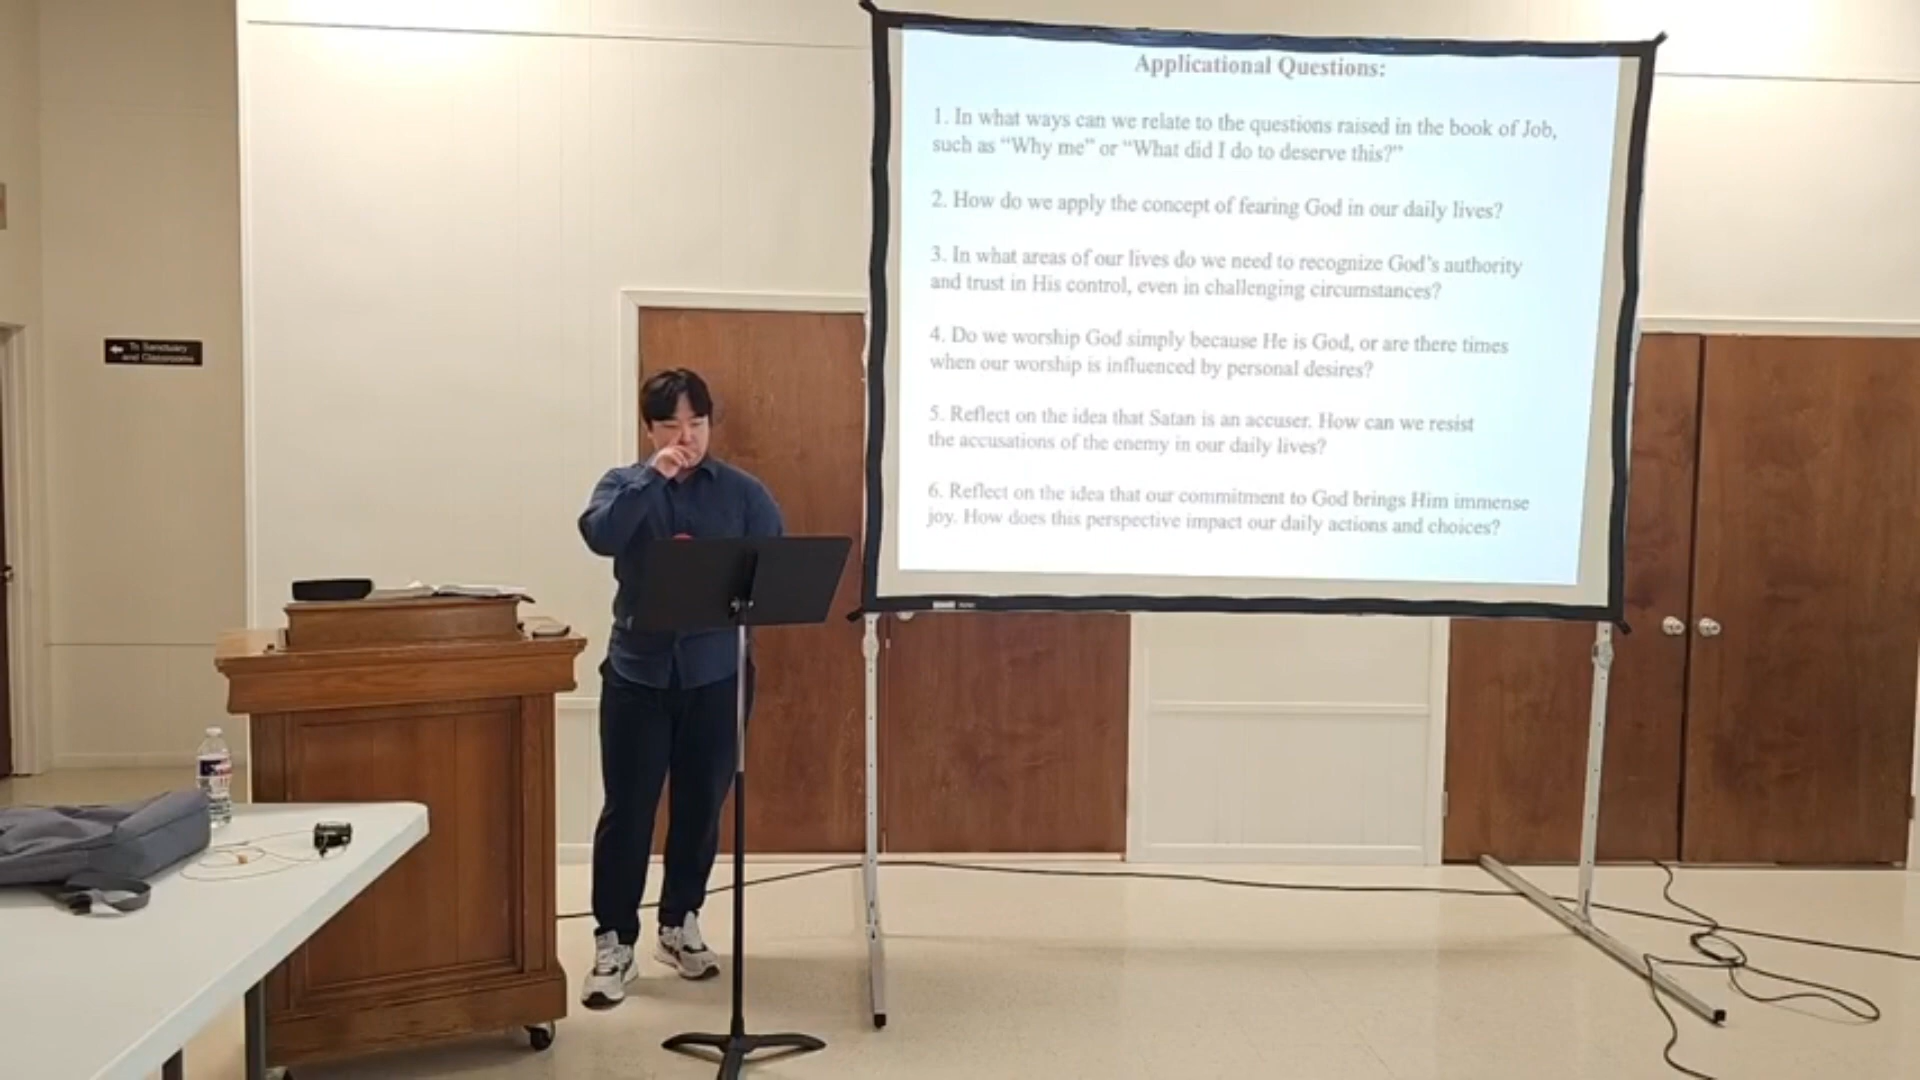 Applicational Questions:
1. In what ways can we relate to the questions raised in the book of Job,
such as “Why me” or “What did I do to deserve this?”
2. How do we apply the concept of fearing God in our daily lives?
3. In what areas of our lives do we need to recognize God’s authority
and trust in His control, even in challenging circumstances?
4. Do we worship God simply because He is God, or are there times
when our worship is influenced by personal desires?
5. Reflect on the idea that Satan is an accuser. How can we resist
the accusations of the enemy in our daily lives?
6. Reflect on the idea that our commitment to God brings Him immense
joy. How does this perspective impact our daily actions and choices?
To Sanctuary
and Classrooms